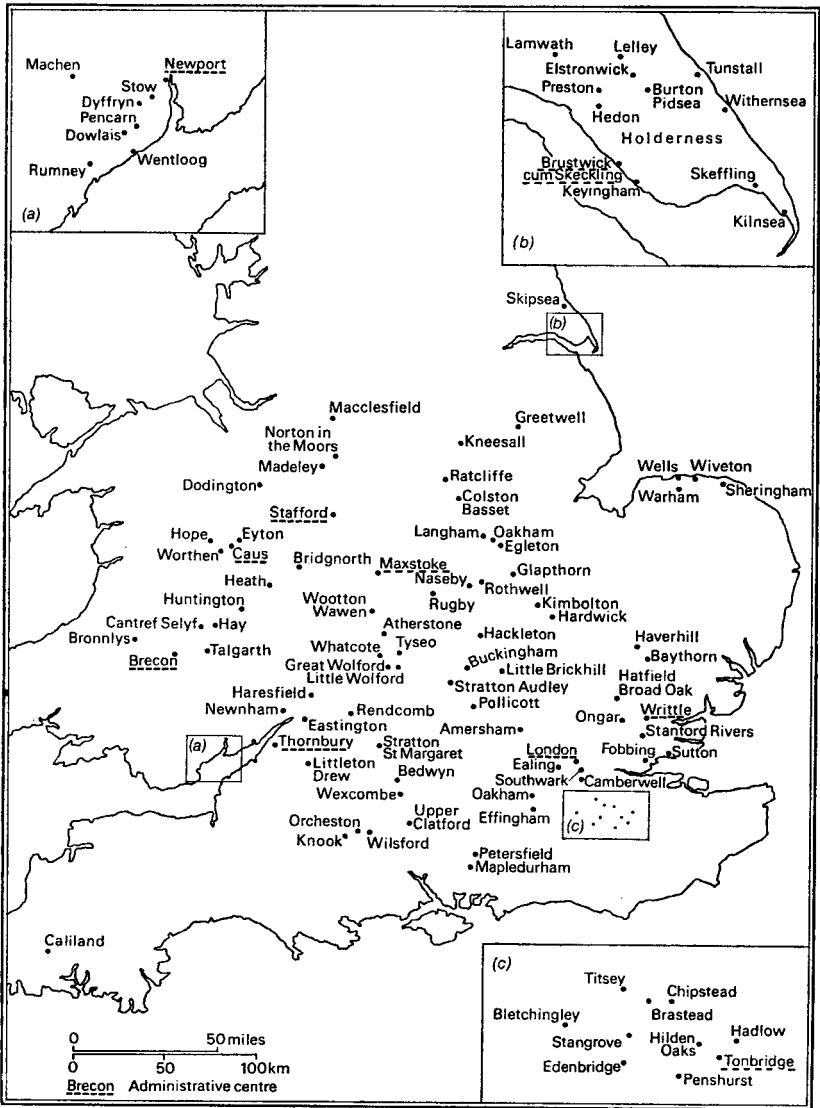 Newport
Machen
Stow
Dyffryn
Pencarn
Dowlais
Wentloog
Rumney
(a)
Lamwath
Lelley
Elstronwick
Tunstall
Preston
Burton
Pidsea
Withernsea
Hedon
Holderness
Brustwick
cum Skeckling
Skeffling
Keyingham
Kilnsea
(b)
Skipsea
(b)
Macclesfield
Greetwell
Norton in
the Moors
Kneesall
Madeley
Wells
Wiveton
Ratcliffe
Dodington
Warham
Sheringham
Colston
Basset
Stafford
Langham
Oakham
Hope
Eyton
Egleton
Worthen
Caus
Bridgnorth
Maxstoke
Glapthorn
Naseby
Heath
Rothwell
Rugby
Huntington
Wootton
Wawen
Kimbolton
Hardwick
Cantref Selyf
Hay
Atherstone
Bronnlys
Hackleton
Haverhill
Whatcote
Tyseo
Brecon
Talgarth
Baythorn
Great Wolford
Buckingham
Little Brickhill
Little Wolford
Hatfield
Broad Oak
Haresfield
Stratton Audley
Newnham
Rendcomb
Pollicott
Writtle
Eastington
Ongar
(a)
Amersham
Stanford Rivers
Thornbury
Stratton
St Margaret
London
Fobbing
Sutton
Littleton
Drew
Ealing
Bedwyn
Southwark
Camberwell
Wexcombe
Oakham
Upper
Clatford
Effingham
(c)
Orcheston
Knook
Wilsford
Petersfield
Mapledurham
Caliland
(c)
Titsey
Chipstead
Bletchingley
Brastead
Stangrove
Hilden
Oaks
Hadlow
Edenbridge
Tonbridge
Penshurst
0 50 miles
0 100 km
Brecon Administrative centre